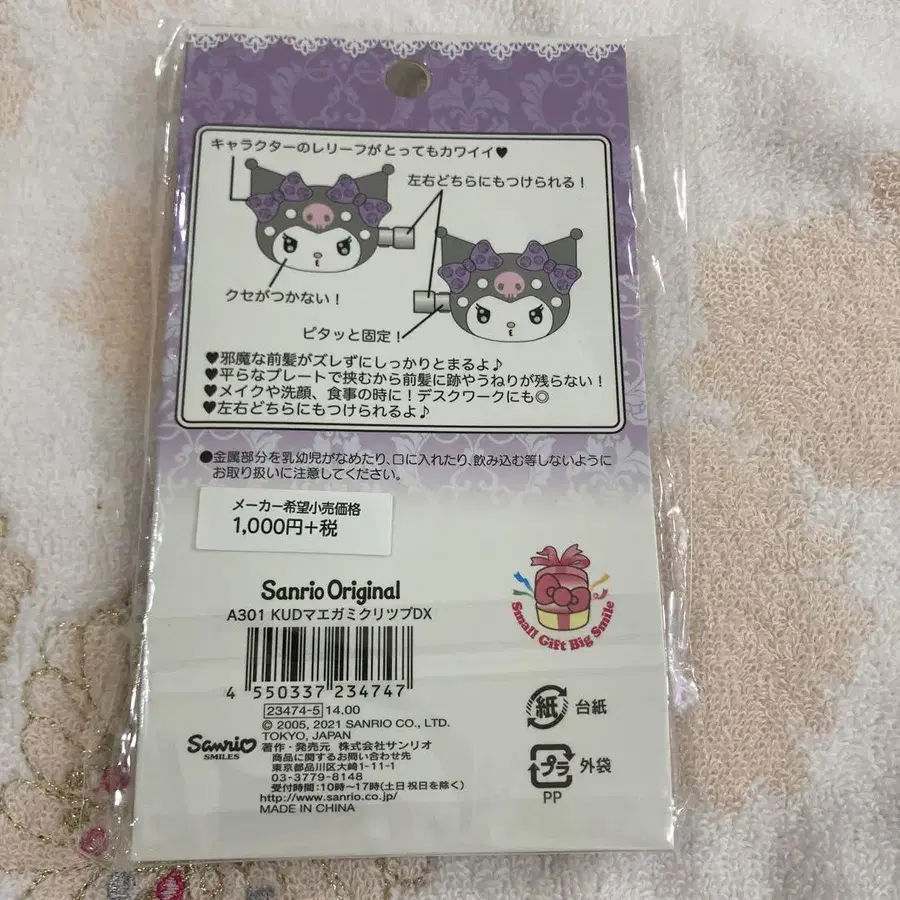 キャラクターのレリーフがとってもカワイイ♥
左右どちらにもつけられる!
クセがつかない!
ピタッと固定!
♥邪魔な前髪がズレずにしっかりとまるよ♪
♥平らなプレートで挟むから前髪に跡やうねりが残らない!
♥メイクや洗顔、食事の時に!デスクワークにも◎
♥左右どちらにもつけられるよ♪
●金属部分を乳幼児がなめたり、口に入れたり、飲み込む等しないように
お取り扱いに注意してください。
メーカー希望小売価格
1,000円+税
Sanrio Original
A301 KUDマエガミクリツプDX
4 550337 234747
23474-5 14.00
© 2005, 2021 SANRIO CO., LTD.
TOKYO, JAPAN
Sanrio
SMILES
著作・発売元 株式会社サンリオ
商品に関するお問い合わせ先
東京都品川区大崎1-11-1
03-3779-8148
受付時間:10時～17時(土日祝日を除く)
http://www.sanrio.co.jp/
MADE IN CHINA
Small Gift Big Smile
紙 台紙
プラ 外袋
PP